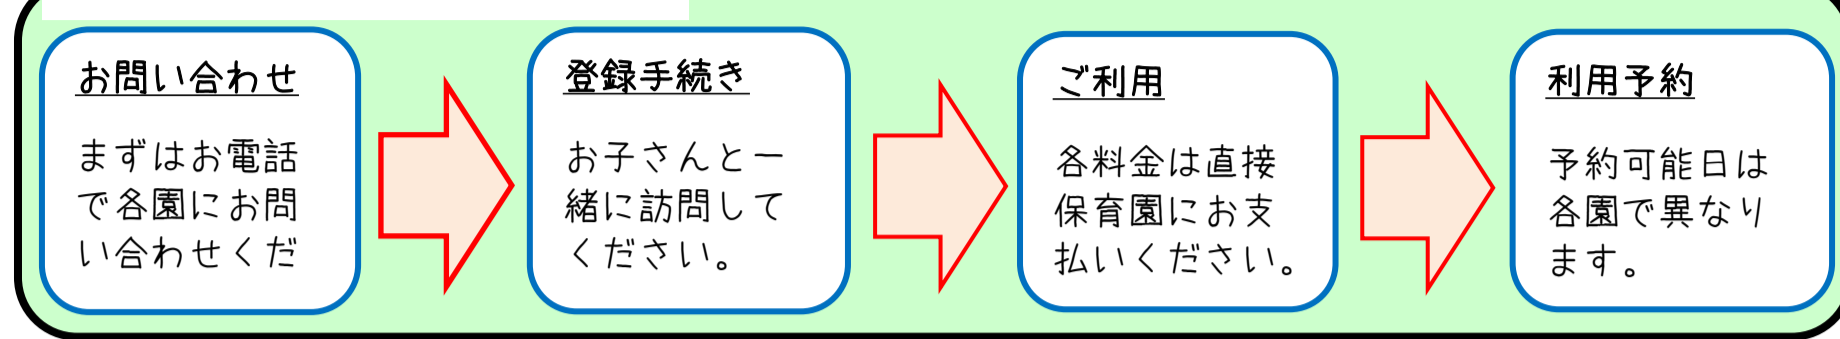 お問い合わせ
まずはお電話
で各園にお問
い合わせくだ
登録手続き
お子さんと一
緒に訪問して
ください。
ご利用
各料金は直接
保育園にお支
払いください。
利用予約
予約可能日は
各園で異なり
ます。